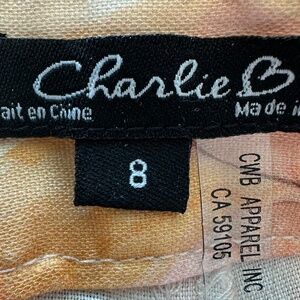 Charlie B
ait en Chine
Made i
8
CWB APPAREL INC
CA 59105